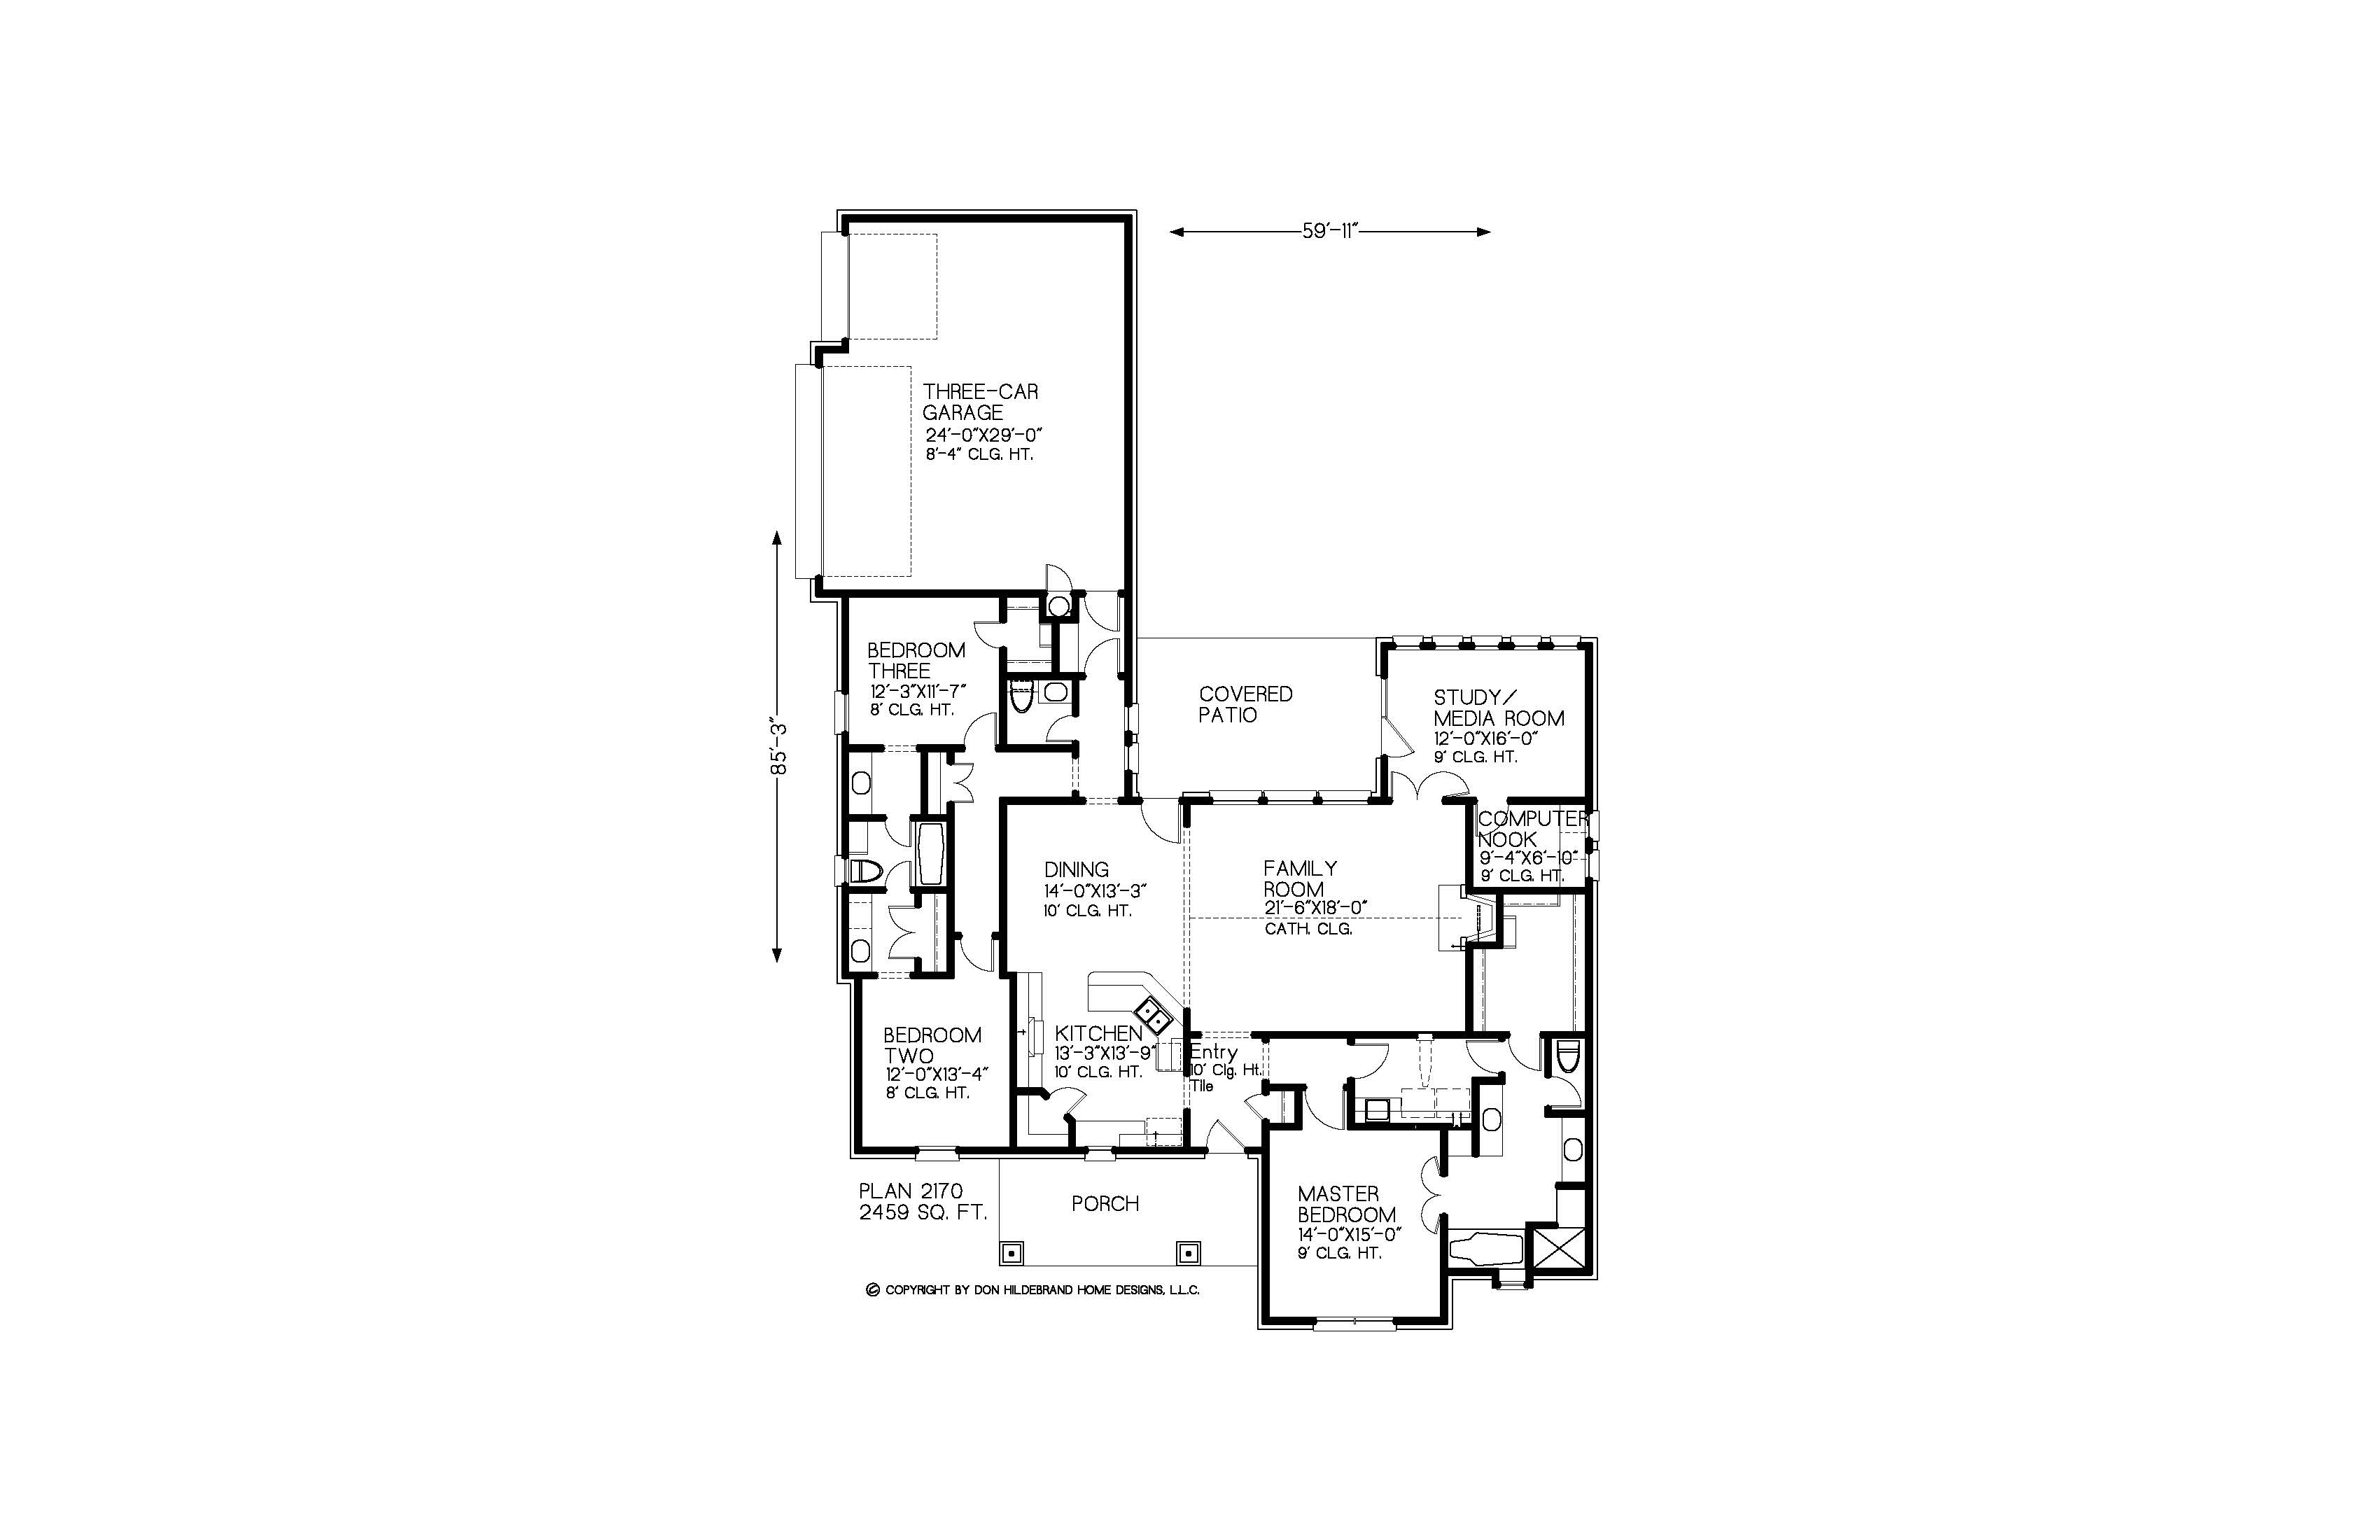 59'-11"
THREE-CAR
GARAGE
24'-0"X29'-0"
8'-4" CLG. HT.
85'-3"
BEDROOM
THREE
12'-3"X11'-7"
8' CLG. HT.
COVERED
PATIO
STUDY/
MEDIA ROOM
12'-0"X16'-0"
9' CLG. HT.
COMPUTER
NOOK
9'-4"X6'-10"
9' CLG. HT.
DINING
14'-0"X13'-3"
10' CLG. HT.
FAMILY
ROOM
21'-6"X18'-0"
CATH. CLG.
BEDROOM
TWO
12'-0"X13'-4"
8' CLG. HT.
KITCHEN
13'-3"X13'-9"
10' CLG. HT.
Entry
10' Clg. Ht.
Tile
PLAN 2170
2459 SQ. FT.
PORCH
MASTER
BEDROOM
14'-0"X15'-0"
9' CLG. HT.
© COPYRIGHT BY DON HILDEBRAND HOME DESIGNS, L.L.C.